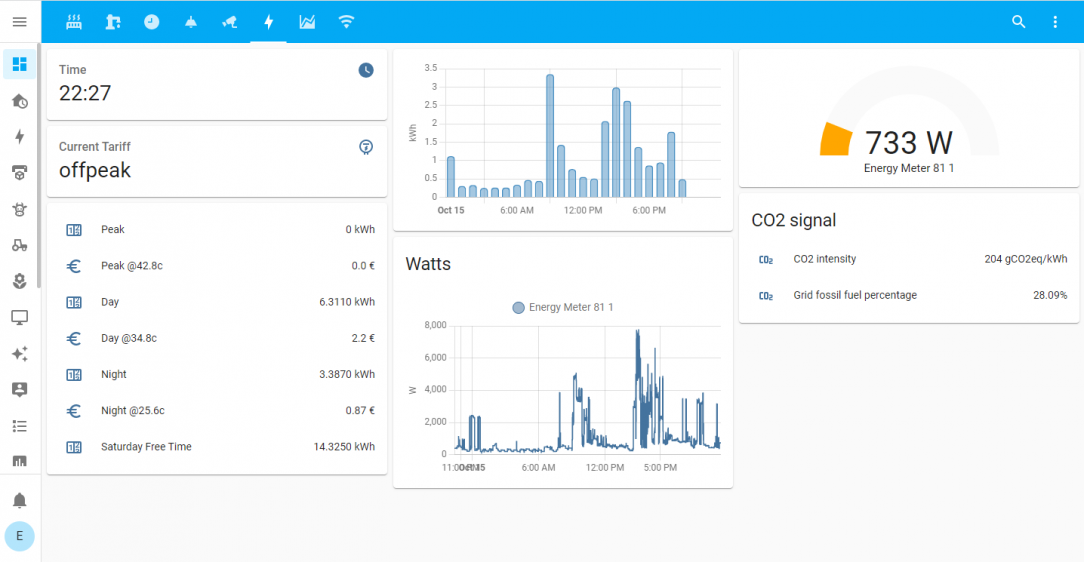 Time
22:27
Current Tariff
offpeak
Peak 0 kWh
Peak @42.8c 0.0 €
Day 6.3110 kWh
Day @34.8c 2.2 €
Night 3.3870 kWh
Night @25.6c 0.87 €
Saturday Free Time 14.3250 kWh
E
3.5
3
2.5
2
1.5
1
0.5
0
kWh
Oct 15 6:00 AM 12:00 PM 6:00 PM
Watts
Energy Meter 81 1
8,000
6,000
4,000
2,000
0
W
11:00 PM Oct 15 6:00 AM 12:00 PM 5:00 PM
733 W
Energy Meter 81 1
CO2 signal
CO₂ CO2 intensity 204 gCO2eq/kWh
CO₂ Grid fossil fuel percentage 28.09%